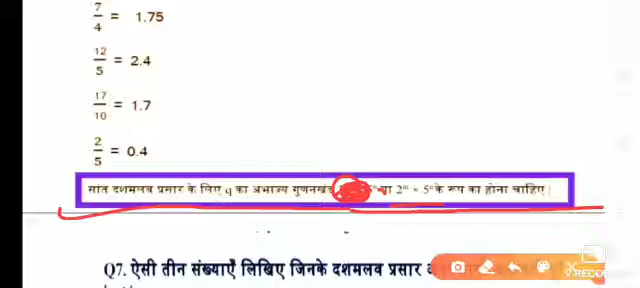 7/4 = 1.75
12/5 = 2.4
17/10 = 1.7
2/5 = 0.4
सांत दशमलव प्रसार के लिए q का अभाज्य गुणनखंड या 2ᵐ × 5ⁿ के रूप का होना चाहिए।
Q7. ऐसी तीन संख्याएँ लिखिए जिनके दशमलव प्रसार
VRECORDER